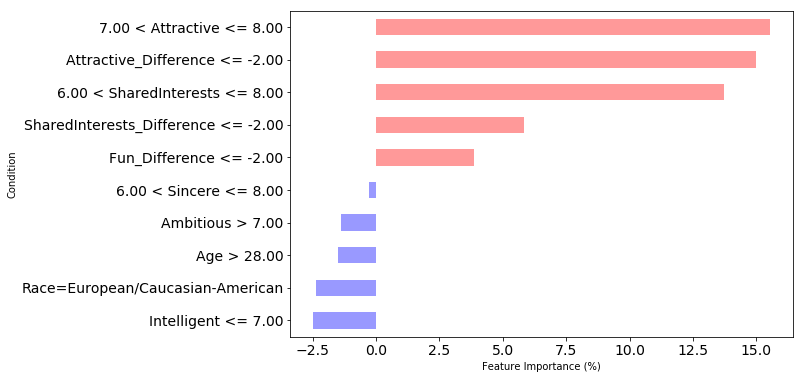 7.00 < Attractive <= 8.00
Attractive_Difference <= -2.00
6.00 < SharedInterests <= 8.00
SharedInterests_Difference <= -2.00
Fun_Difference <= -2.00
6.00 < Sincere <= 8.00
Ambitious > 7.00
Age > 28.00
Race=European/Caucasian-American
Intelligent <= 7.00
Condition
−2.5 0.0 2.5 5.0 7.5 10.0 12.5 15.0
Feature Importance (%)